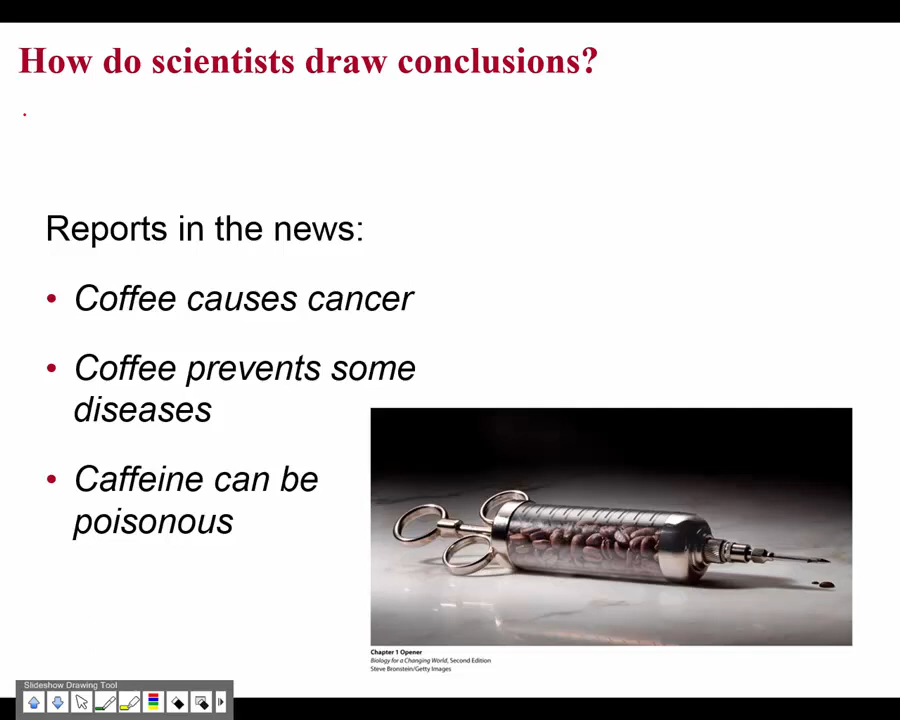 How do scientists draw conclusions?
Reports in the news:
• Coffee causes cancer
• Coffee prevents some
diseases
• Caffeine can be
poisonous
Chapter 1 Opener
Biology for a Changing World, Second Edition
Steve Bronstein/Getty Images
Slideshow Drawing Tool